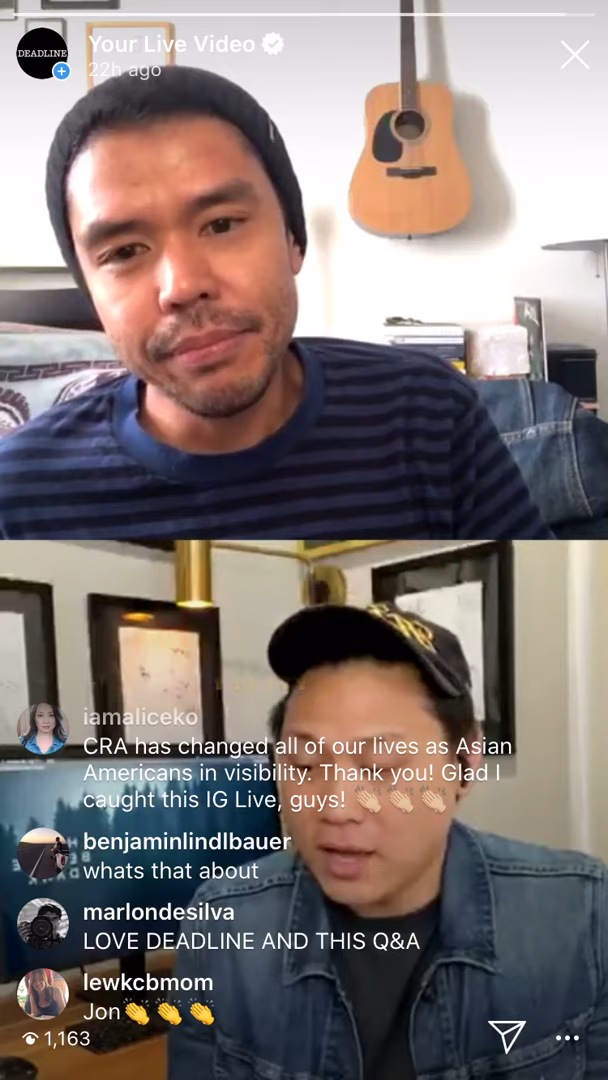 DEADLINE
Your Live Video
22h ago
iamaliceko
CRA has changed all of our lives as Asian
Americans in visibility. Thank you! Glad I
caught this IG Live, guys! 👏🏻👏🏻👏🏻
benjaminlindlbauer
whats that about
marlondesilva
LOVE DEADLINE AND THIS Q&A
lewkcbmom
Jon👏👏👏
1,163